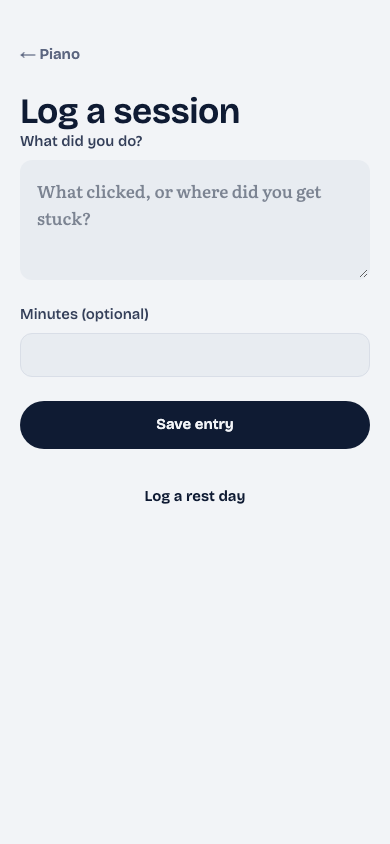 ← Piano
Log a session
What did you do?
What clicked, or where did you get
stuck?
Minutes (optional)
Save entry
Log a rest day